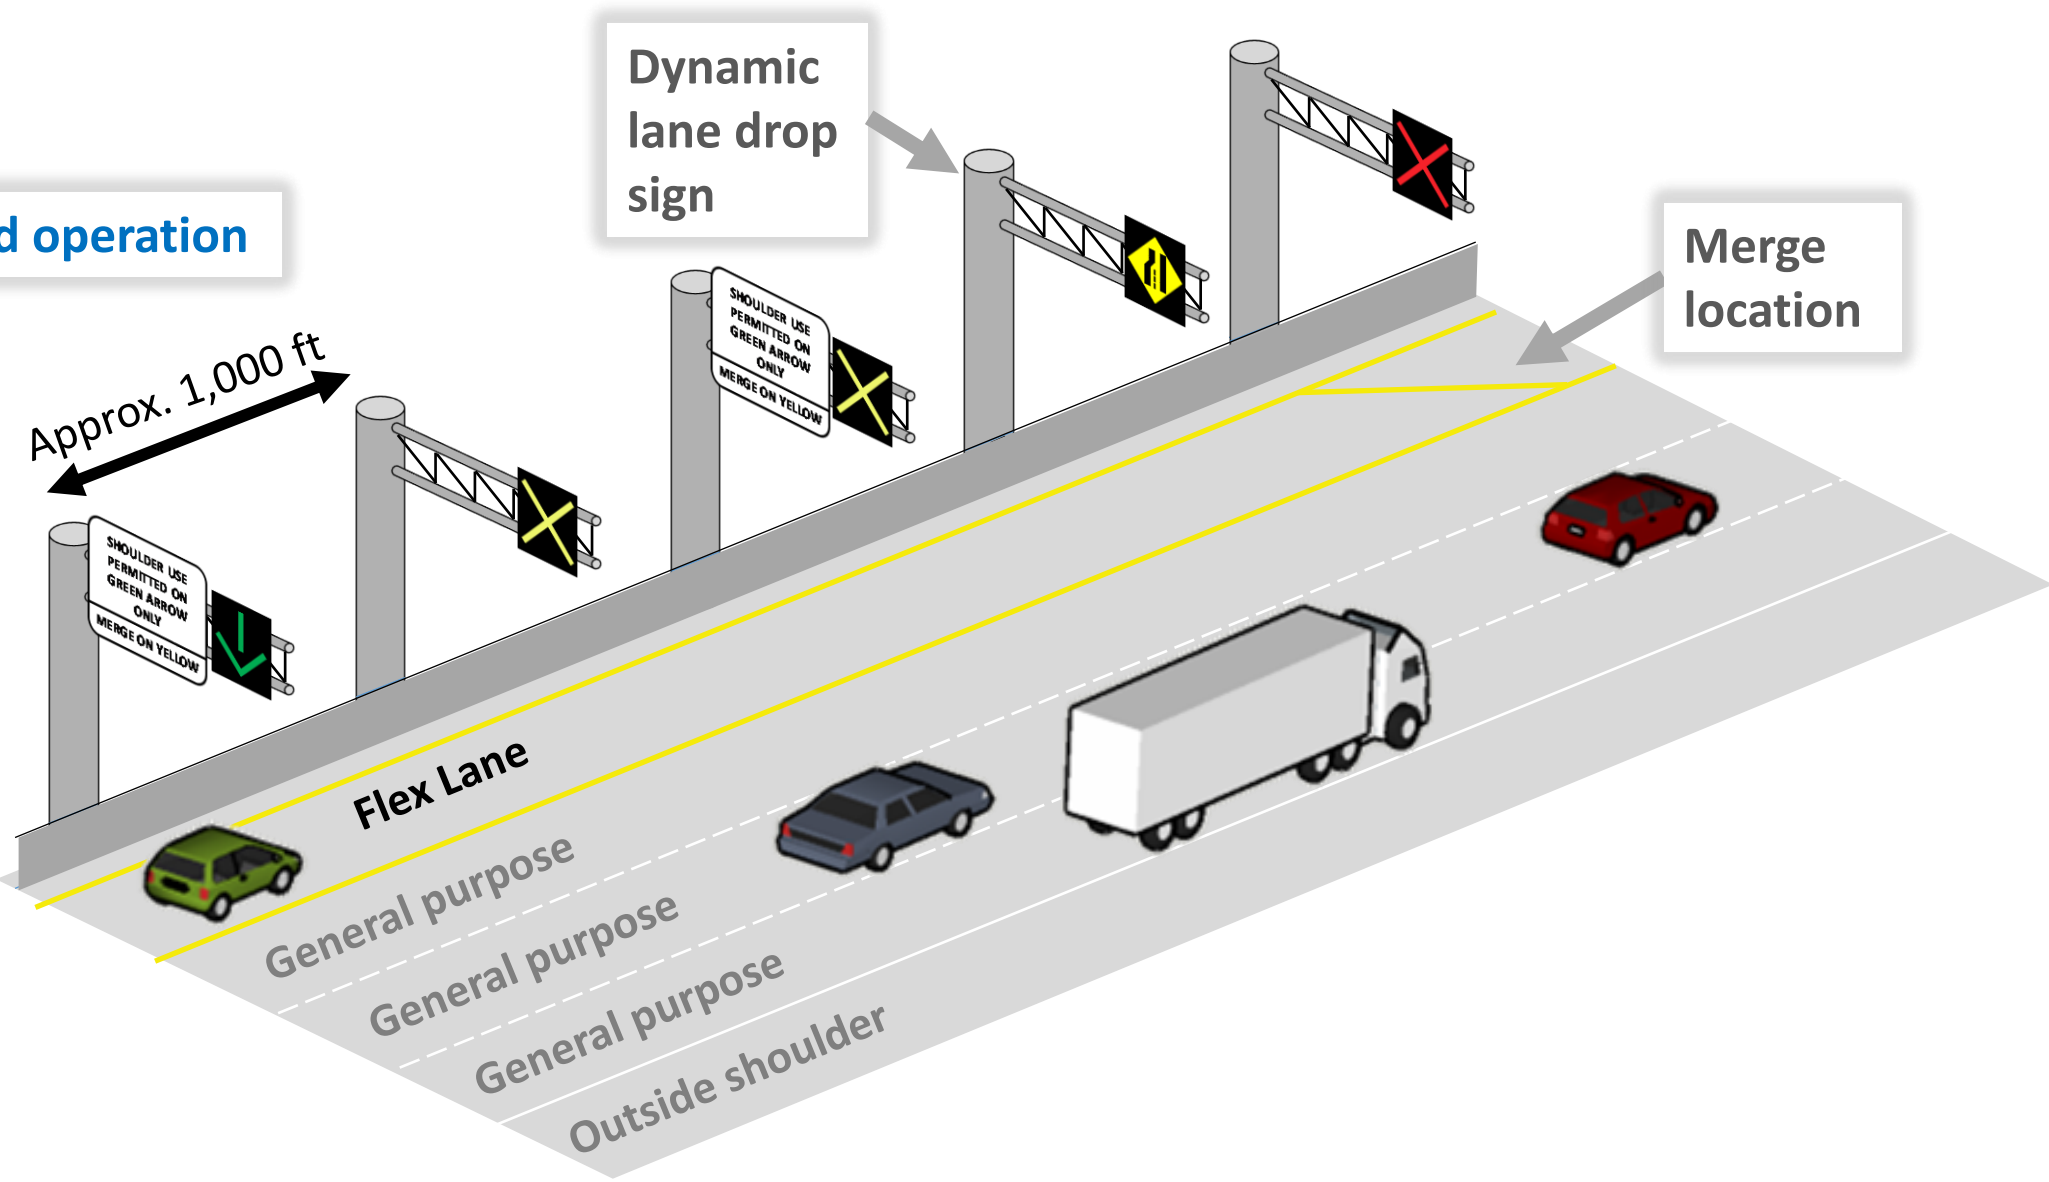 Dynamic
lane drop
sign
d operation
Merge
location
Approx. 1,000 ft
SHOULDER USE
PERMITTED ON
GREEN ARROW
ONLY
MERGE ON YELLOW
SHOULDER USE
PERMITTED ON
GREEN ARROW
ONLY
MERGE ON YELLOW
Flex Lane
General purpose
General purpose
General purpose
Outside shoulder